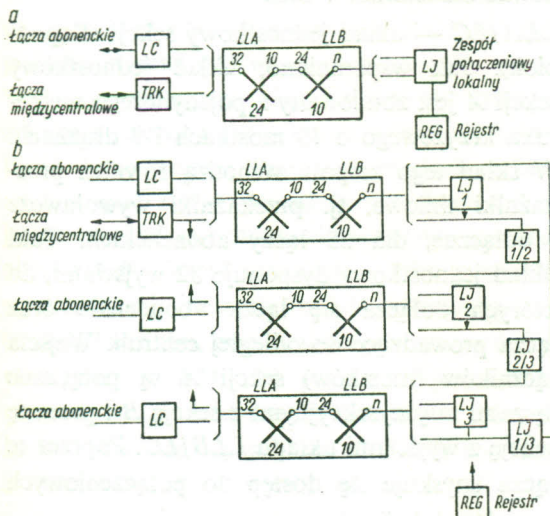 a
Łącza abonenckie
LC
Łącza
międzycentralowe
TRK
LLA LLB
32 10 24 n
24 10
LJ
Zespół
połączeniowy
lokalny
REG Rejestr
b
Łącza abonenckie
LC
Łącza
międzycentralowe
TRK
LLA LLB
32 10 24 n
24 10
LJ
1
LJ
1/2
Łącza abonenckie
LC
LLA LLB
32 10 24 n
24 10
LJ
2
LJ
2/3
Łącza abonenckie
LC
LLA LLB
32 10 24 n
24 10
LJ
3
LJ
1/3
REG Rejestr